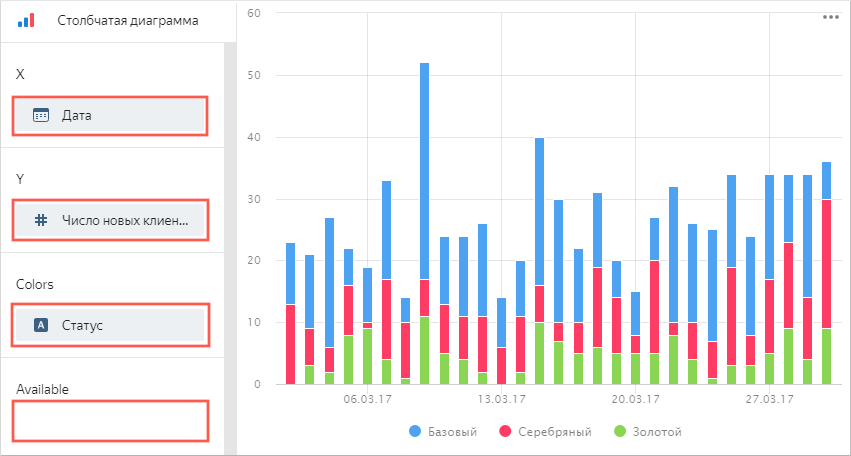 Столбчатая диаграмма
X
Дата
Y
Число новых клиен...
Colors
A Статус
Available
60
50
40
30
20
10
0
06.03.17 13.03.17 20.03.17 27.03.17
Базовый Серебряный Золотой